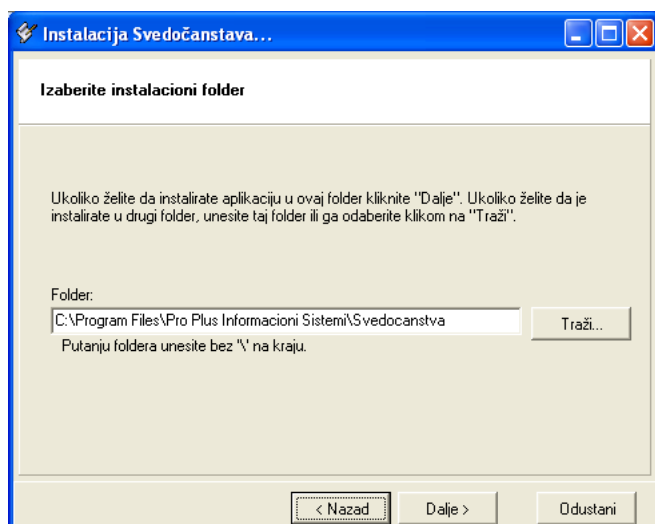 Instalacija Svedočanstava...
Izaberite instalacioni folder
Ukoliko želite da instalirate aplikaciju u ovaj folder kliknite "Dalje". Ukoliko želite da je
instalirate u drugi folder, unesite taj folder ili ga odaberite klikom na "Traži".
Folder:
C:\Program Files\Pro Plus Informacioni Sistemi\Svedocanstva
Traži...
Putanju foldera unesite bez '\' na kraju.
< Nazad
Dalje >
Odustani